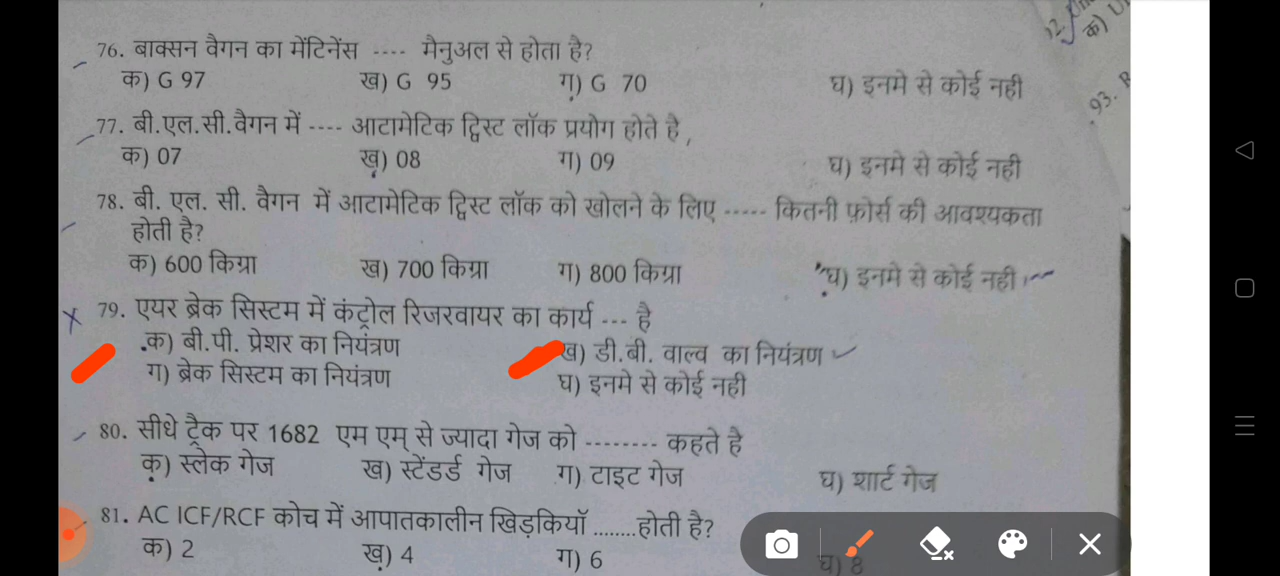 76. बाक्सन वैगन का मेंटिनेंस ---- मैनुअल से होता है?
क) G 97 ख) G 95 ग) G 70 घ) इनमे से कोई नही
77. बी.एल.सी.वैगन में ---- आटामेटिक ट्विस्ट लॉक प्रयोग होते है,
क) 07 ख) 08 ग) 09 घ) इनमे से कोई नही
78. बी. एल. सी. वैगन में आटामेटिक ट्विस्ट लॉक को खोलने के लिए ----- कितनी फ़ोर्स की आवश्यकता
होती है?
क) 600 किग्रा ख) 700 किग्रा ग) 800 किग्रा घ) इनमे से कोई नही
79. एयर ब्रेक सिस्टम में कंट्रोल रिजरवायर का कार्य --- है
क) बी.पी. प्रेशर का नियंत्रण ख) डी.बी. वाल्व का नियंत्रण
ग) ब्रेक सिस्टम का नियंत्रण घ) इनमे से कोई नही
80. सीधे ट्रैक पर 1682 एम एम् से ज्यादा गेज को -------- कहते है
क) स्लेक गेज ख) स्टेंडर्ड गेज ग) टाइट गेज घ) शार्ट गेज
81. AC ICF/RCF कोच में आपातकालीन खिड़कियॉ ........होती है?
क) 2 ख) 4 ग) 6 घ) 8
93.